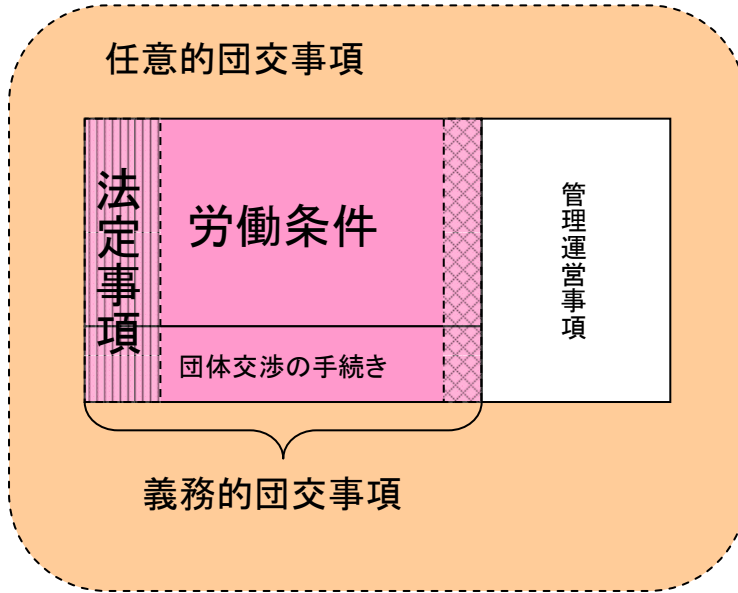 任意的団交事項
法定事項
労働条件
団体交渉の手続き
管理運営事項
義務的団交事項